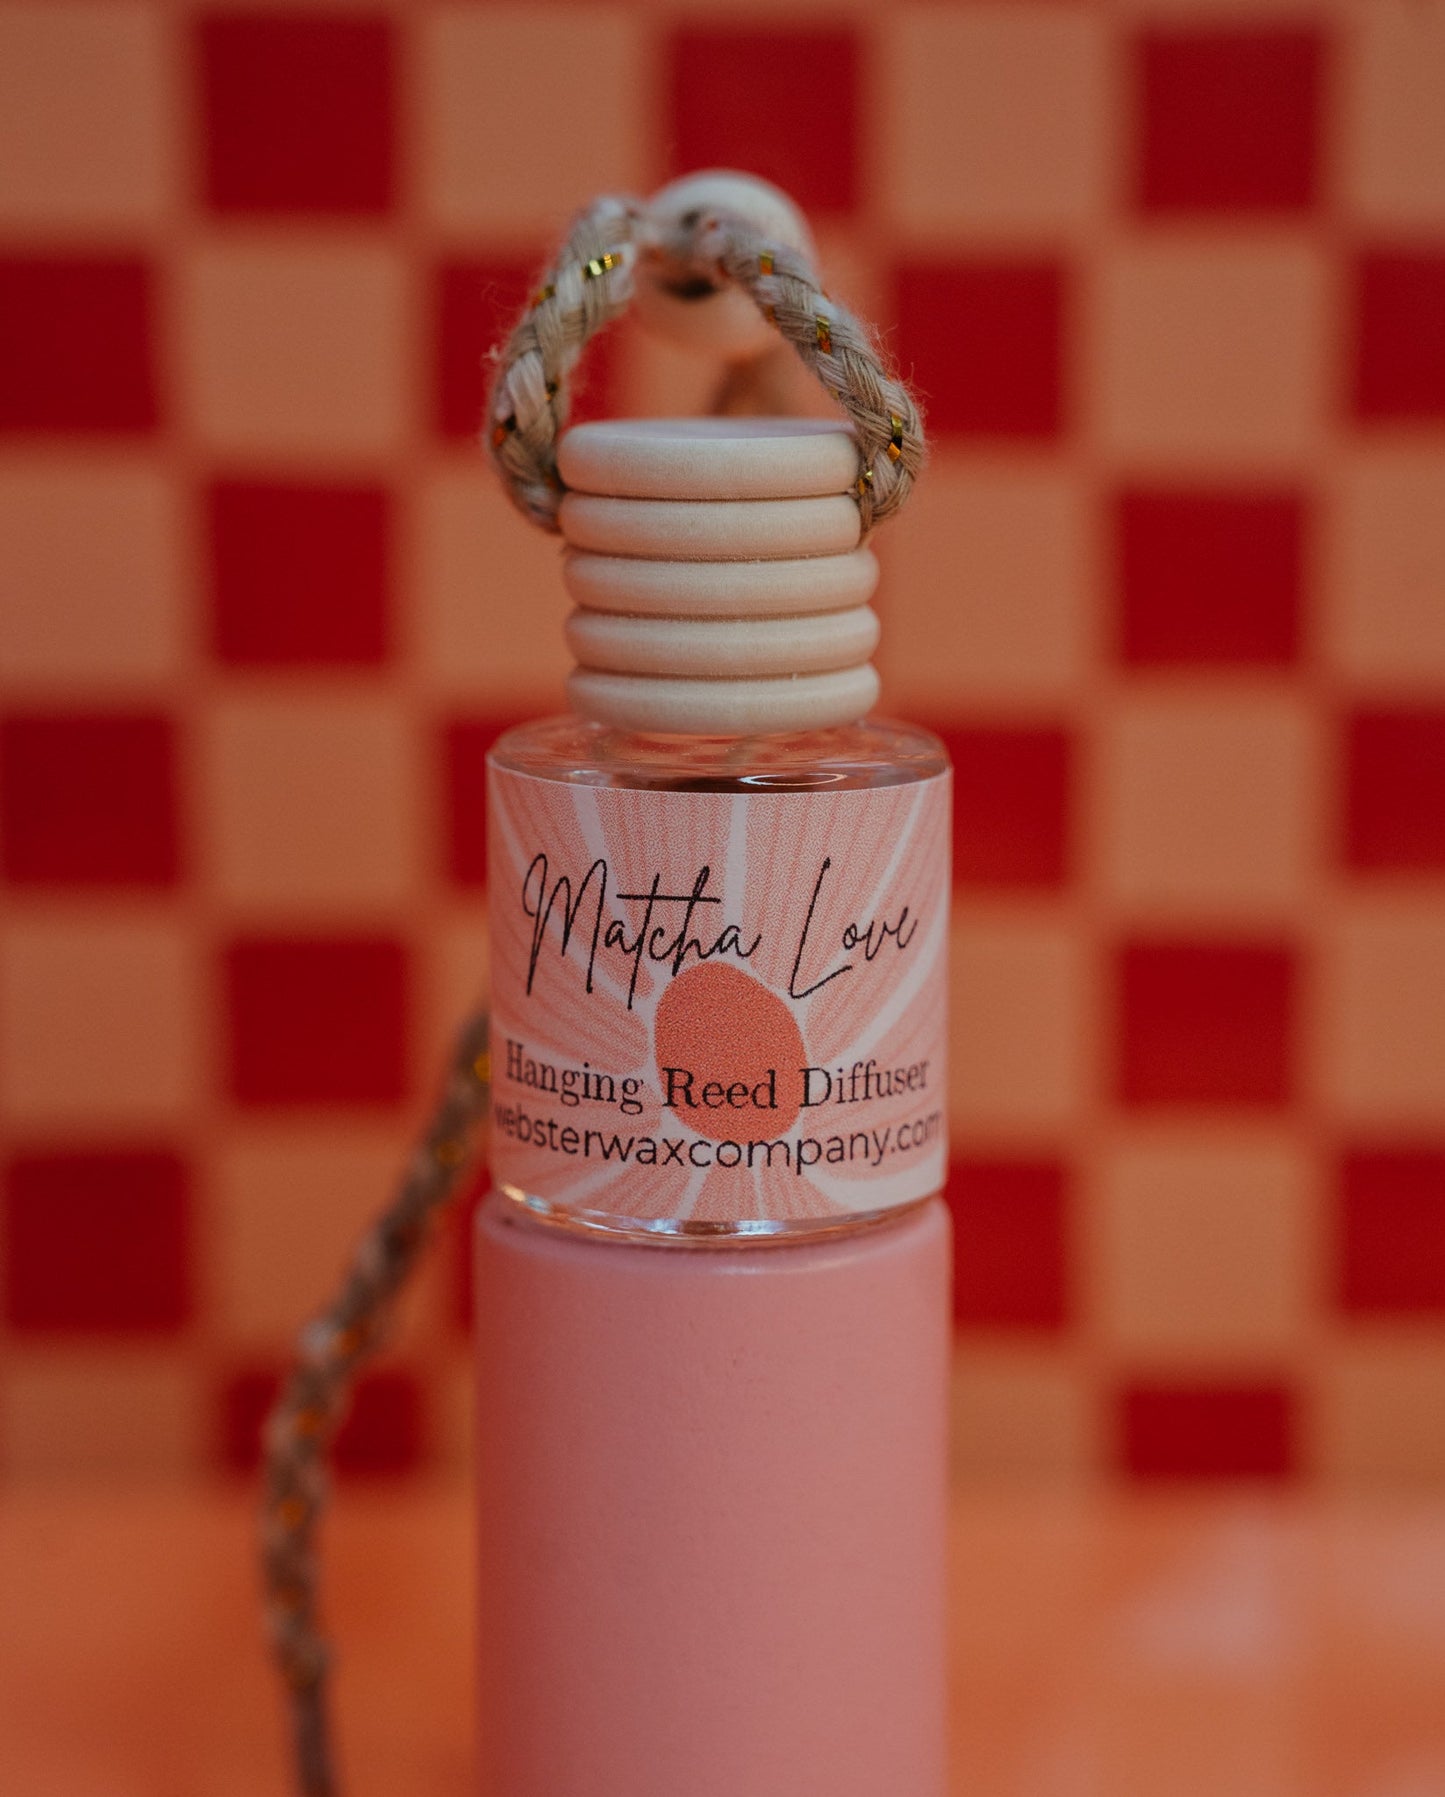 Matcha Love
Hanging Reed Diffuser
websterwaxcompany.com